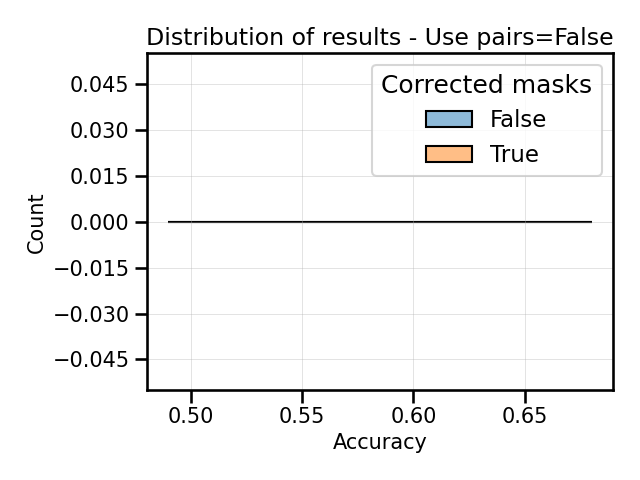 Distribution of results - Use pairs=False
Corrected masks
False
True
0.045
0.030
0.015
0.000
−0.015
−0.030
−0.045
Count
0.50 0.55 0.60 0.65
Accuracy